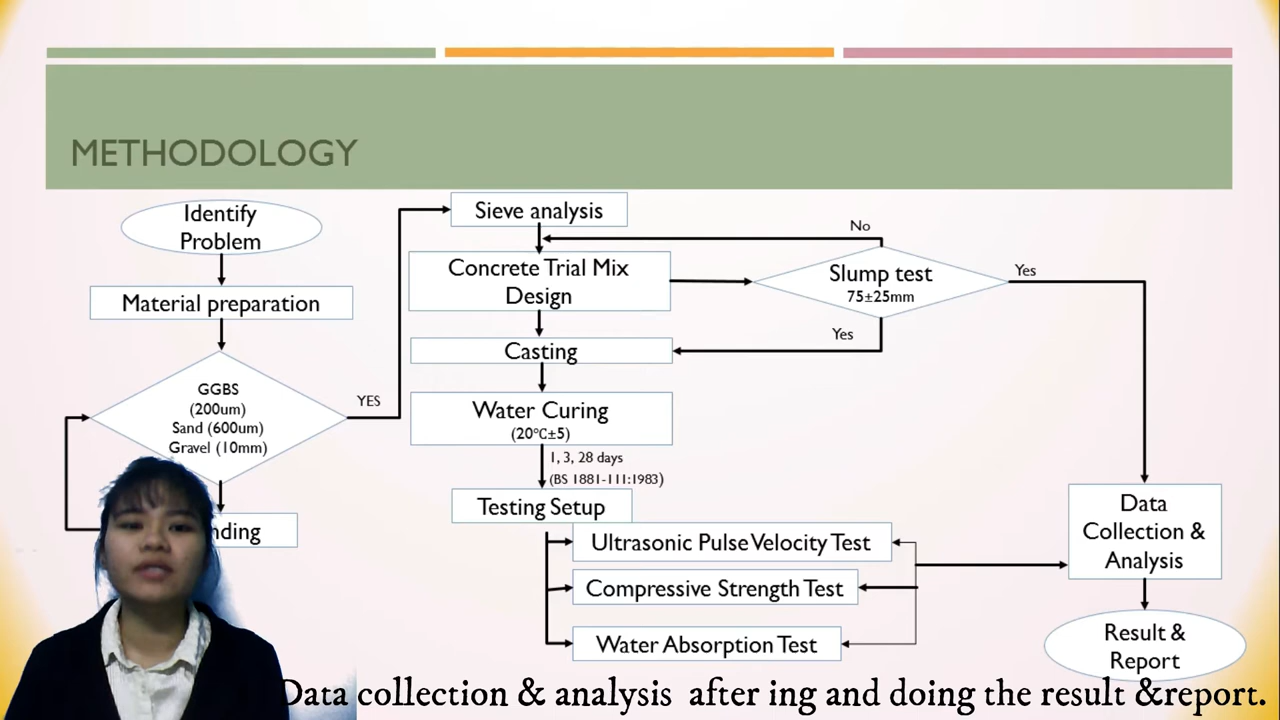 METHODOLOGY
Identify
Problem
Material preparation
GGBS
(200um)
Sand (600um)
Gravel (10mm)
YES
Sieve analysis
Concrete Trial Mix
Design
Casting
Water Curing
(20℃±5)
1, 3, 28 days
(BS 1881-111:1983)
Testing Setup
Ultrasonic Pulse Velocity Test
Compressive Strength Test
Water Absorption Test
No
Slump test
75±25mm
Yes
Yes
Data
Collection &
Analysis
Result &
Report
Data collection & analysis after ing and doing the result &report.